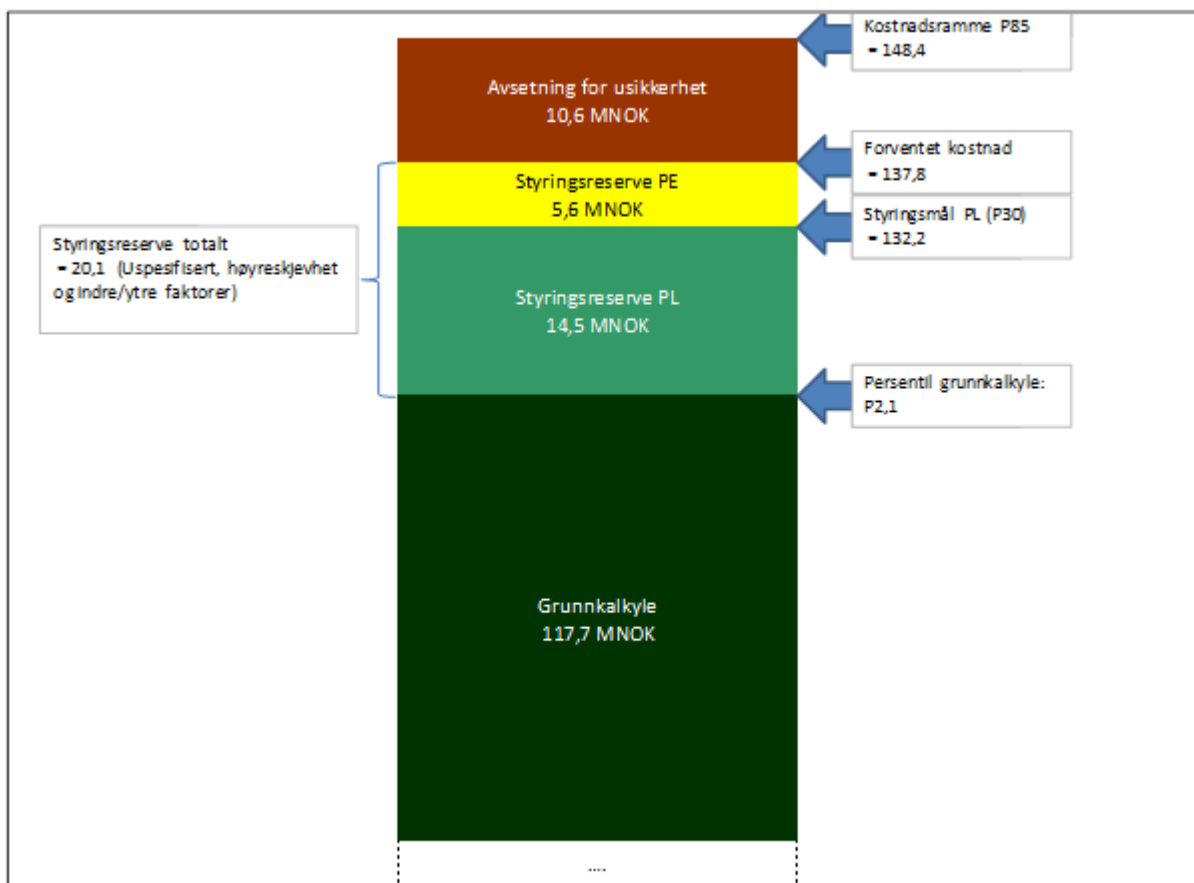 Kostnadsramme P85
= 148,4
Avsetning for usikkerhet
10,6 MNOK
Forventet kostnad
= 137,8
Styringsreserve PE
5,6 MNOK
Styringsmål PL (P30)
= 132,2
Styringsreserve totalt
= 20,1 (Uspesifisert, høyreskjevhet
og indre/ytre faktorer)
Styringsreserve PL
14,5 MNOK
Persentil grunnkalkyle:
P2,1
Grunnkalkyle
117,7 MNOK
....